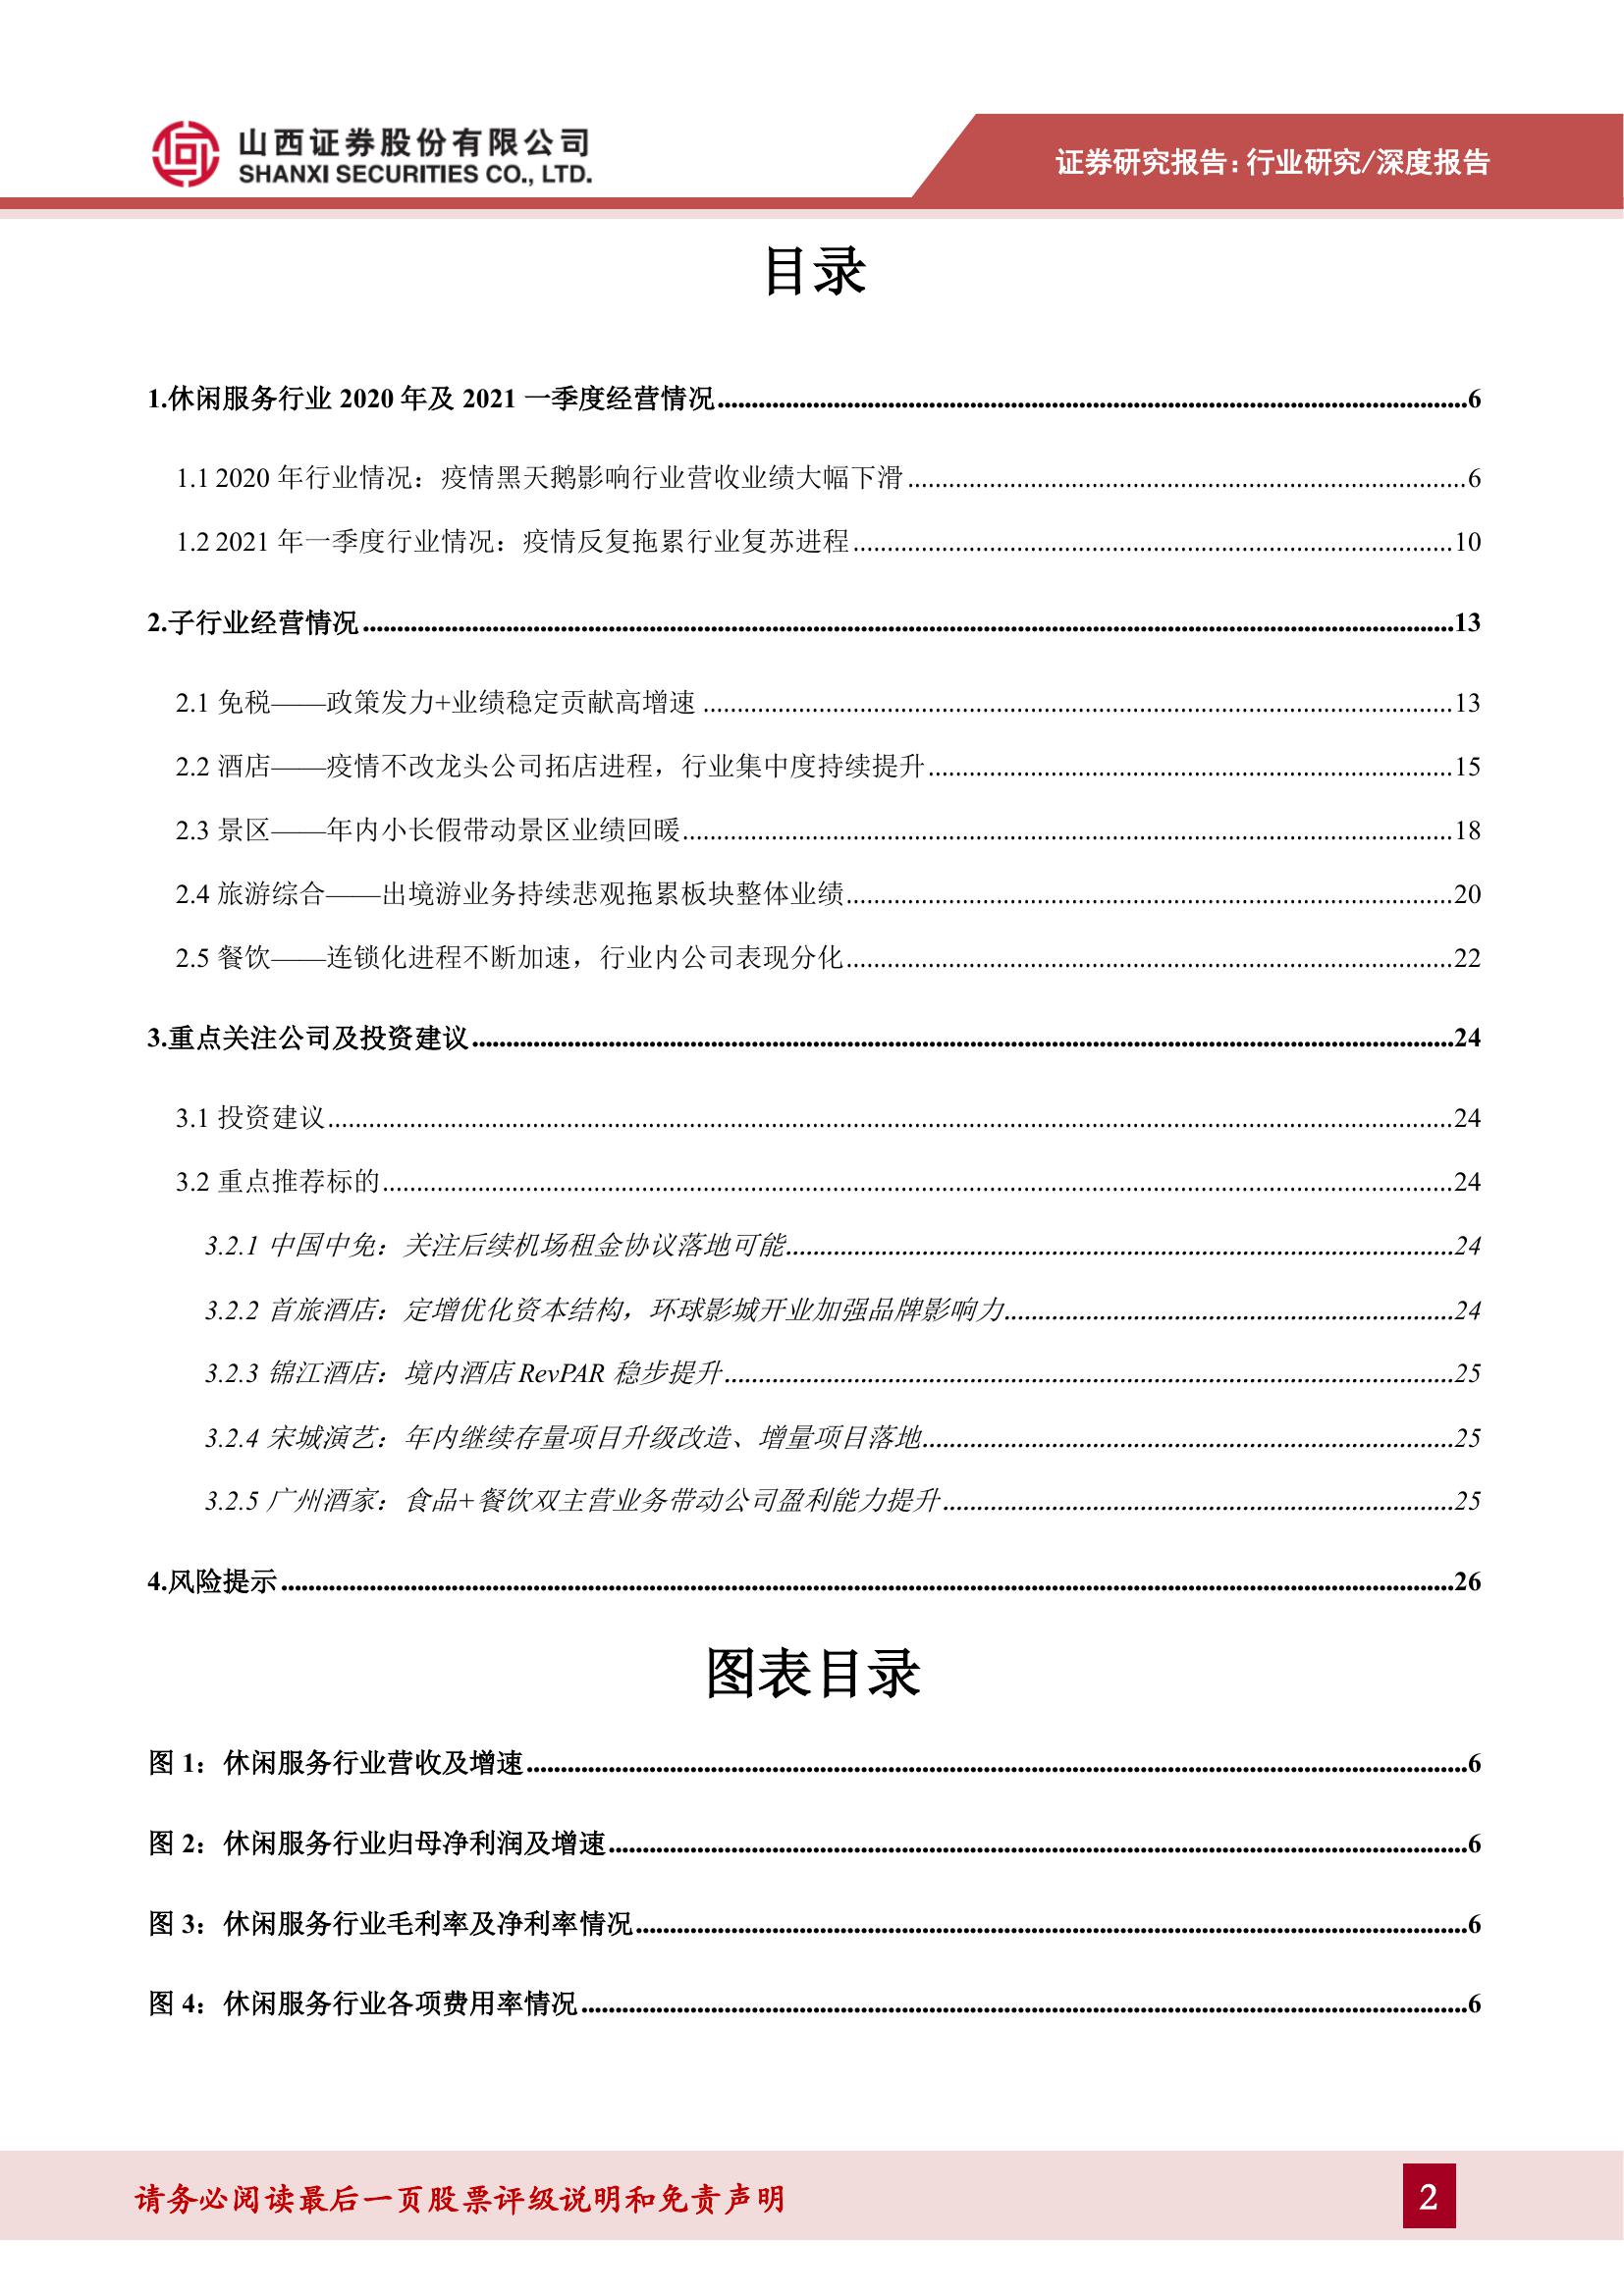 山西证券股份有限公司
SHANXI SECURITIES CO., LTD.
证券研究报告：行业研究/深度报告
目录
1.休闲服务行业 2020 年及 2021 一季度经营情况 6
1.1 2020 年行业情况：疫情黑天鹅影响行业营收业绩大幅下滑 6
1.2 2021 年一季度行业情况：疫情反复拖累行业复苏进程 10
2.子行业经营情况 13
2.1 免税——政策发力+业绩稳定贡献高增速 13
2.2 酒店——疫情不改龙头公司拓店进程，行业集中度持续提升 15
2.3 景区——年内小长假带动景区业绩回暖 18
2.4 旅游综合——出境游业务持续悲观拖累板块整体业绩 20
2.5 餐饮——连锁化进程不断加速，行业内公司表现分化 22
3.重点关注公司及投资建议 24
3.1 投资建议 24
3.2 重点推荐标的 24
3.2.1 中国中免：关注后续机场租金协议落地可能 24
3.2.2 首旅酒店：定增优化资本结构，环球影城开业加强品牌影响力 24
3.2.3 锦江酒店：境内酒店 RevPAR 稳步提升 25
3.2.4 宋城演艺：年内继续存量项目升级改造、增量项目落地 25
3.2.5 广州酒家：食品+餐饮双主营业务带动公司盈利能力提升 25
4.风险提示 26
图表目录
图 1：休闲服务行业营收及增速 6
图 2：休闲服务行业归母净利润及增速 6
图 3：休闲服务行业毛利率及净利率情况 6
图 4：休闲服务行业各项费用率情况 6
请务必阅读最后一页股票评级说明和免责声明
2